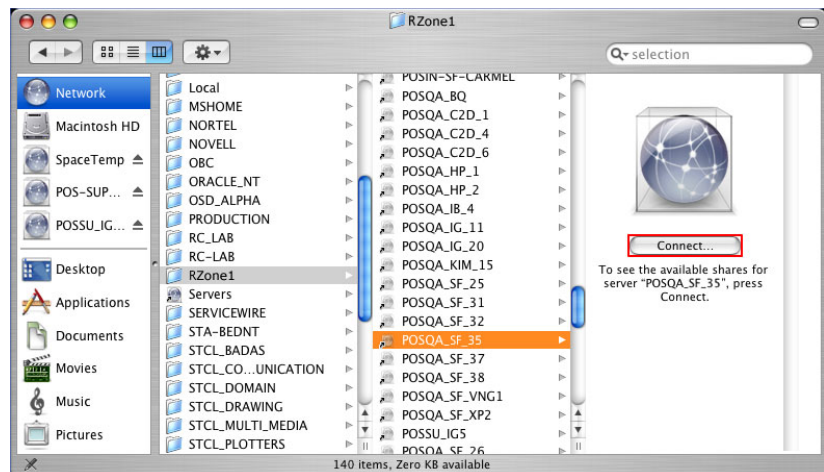 RZone1
selection
Network
Macintosh HD
SpaceTemp
POS-SUP...
POSSU_IG...
Desktop
Applications
Documents
Movies
Music
Pictures
Local
MSHOME
NORTEL
NOVELL
OBC
ORACLE_NT
OSD_ALPHA
PRODUCTION
RC_LAB
RC-LAB
RZone1
Servers
SERVICEWIRE
STA-BEDNT
STCL_BADAS
STCL_CO...UNICATION
STCL_DOMAIN
STCL_DRAWING
STCL_MULTI_MEDIA
STCL_PLOTTERS
POSIN-SF-CARMEL
POSQA_BQ
POSQA_C2D_1
POSQA_C2D_4
POSQA_C2D_6
POSQA_HP_1
POSQA_HP_2
POSQA_IB_4
POSQA_IG_11
POSQA_IG_20
POSQA_KIM_15
POSQA_SF_25
POSQA_SF_31
POSQA_SF_32
POSQA_SF_35
POSQA_SF_37
POSQA_SF_38
POSQA_SF_VNG1
POSQA_SF_XP2
POSSU_IG5
POSQA_SF_26
Connect...
To see the available shares for
server "POSQA_SF_35", press
Connect.
140 items, Zero KB available